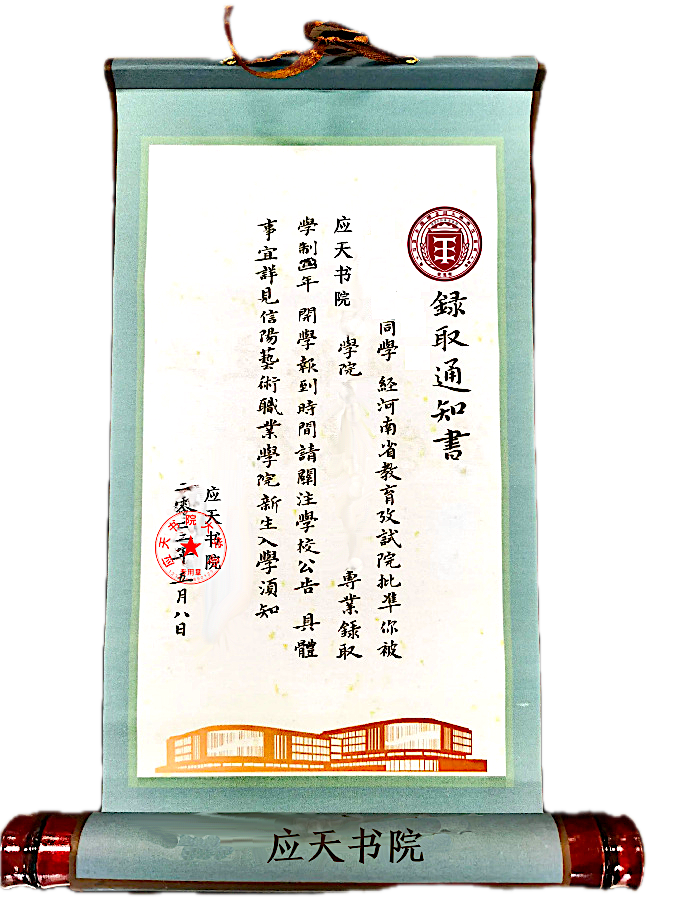 録取通知書
同學 經河南省教育攷試院批准你被
应天书院 學院 專業録取
學制四年 開學報到時間請關注學校公告 具體
事宜詳見信陽藝術職業學院新生入學須知
应天书院
二零二三年五月八日
应天书院